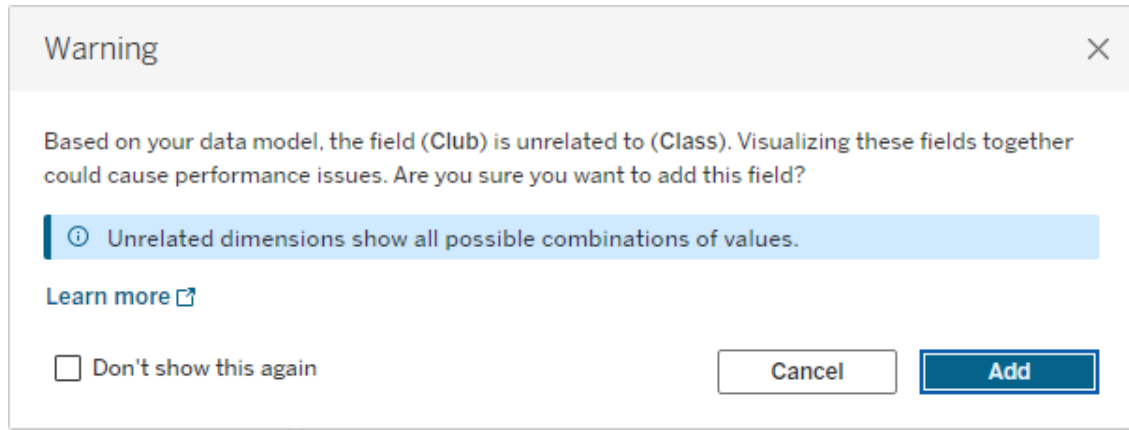 Warning
Based on your data model, the field (Club) is unrelated to (Class). Visualizing these fields together
could cause performance issues. Are you sure you want to add this field?
Unrelated dimensions show all possible combinations of values.
Learn more
Don't show this again
Cancel
Add